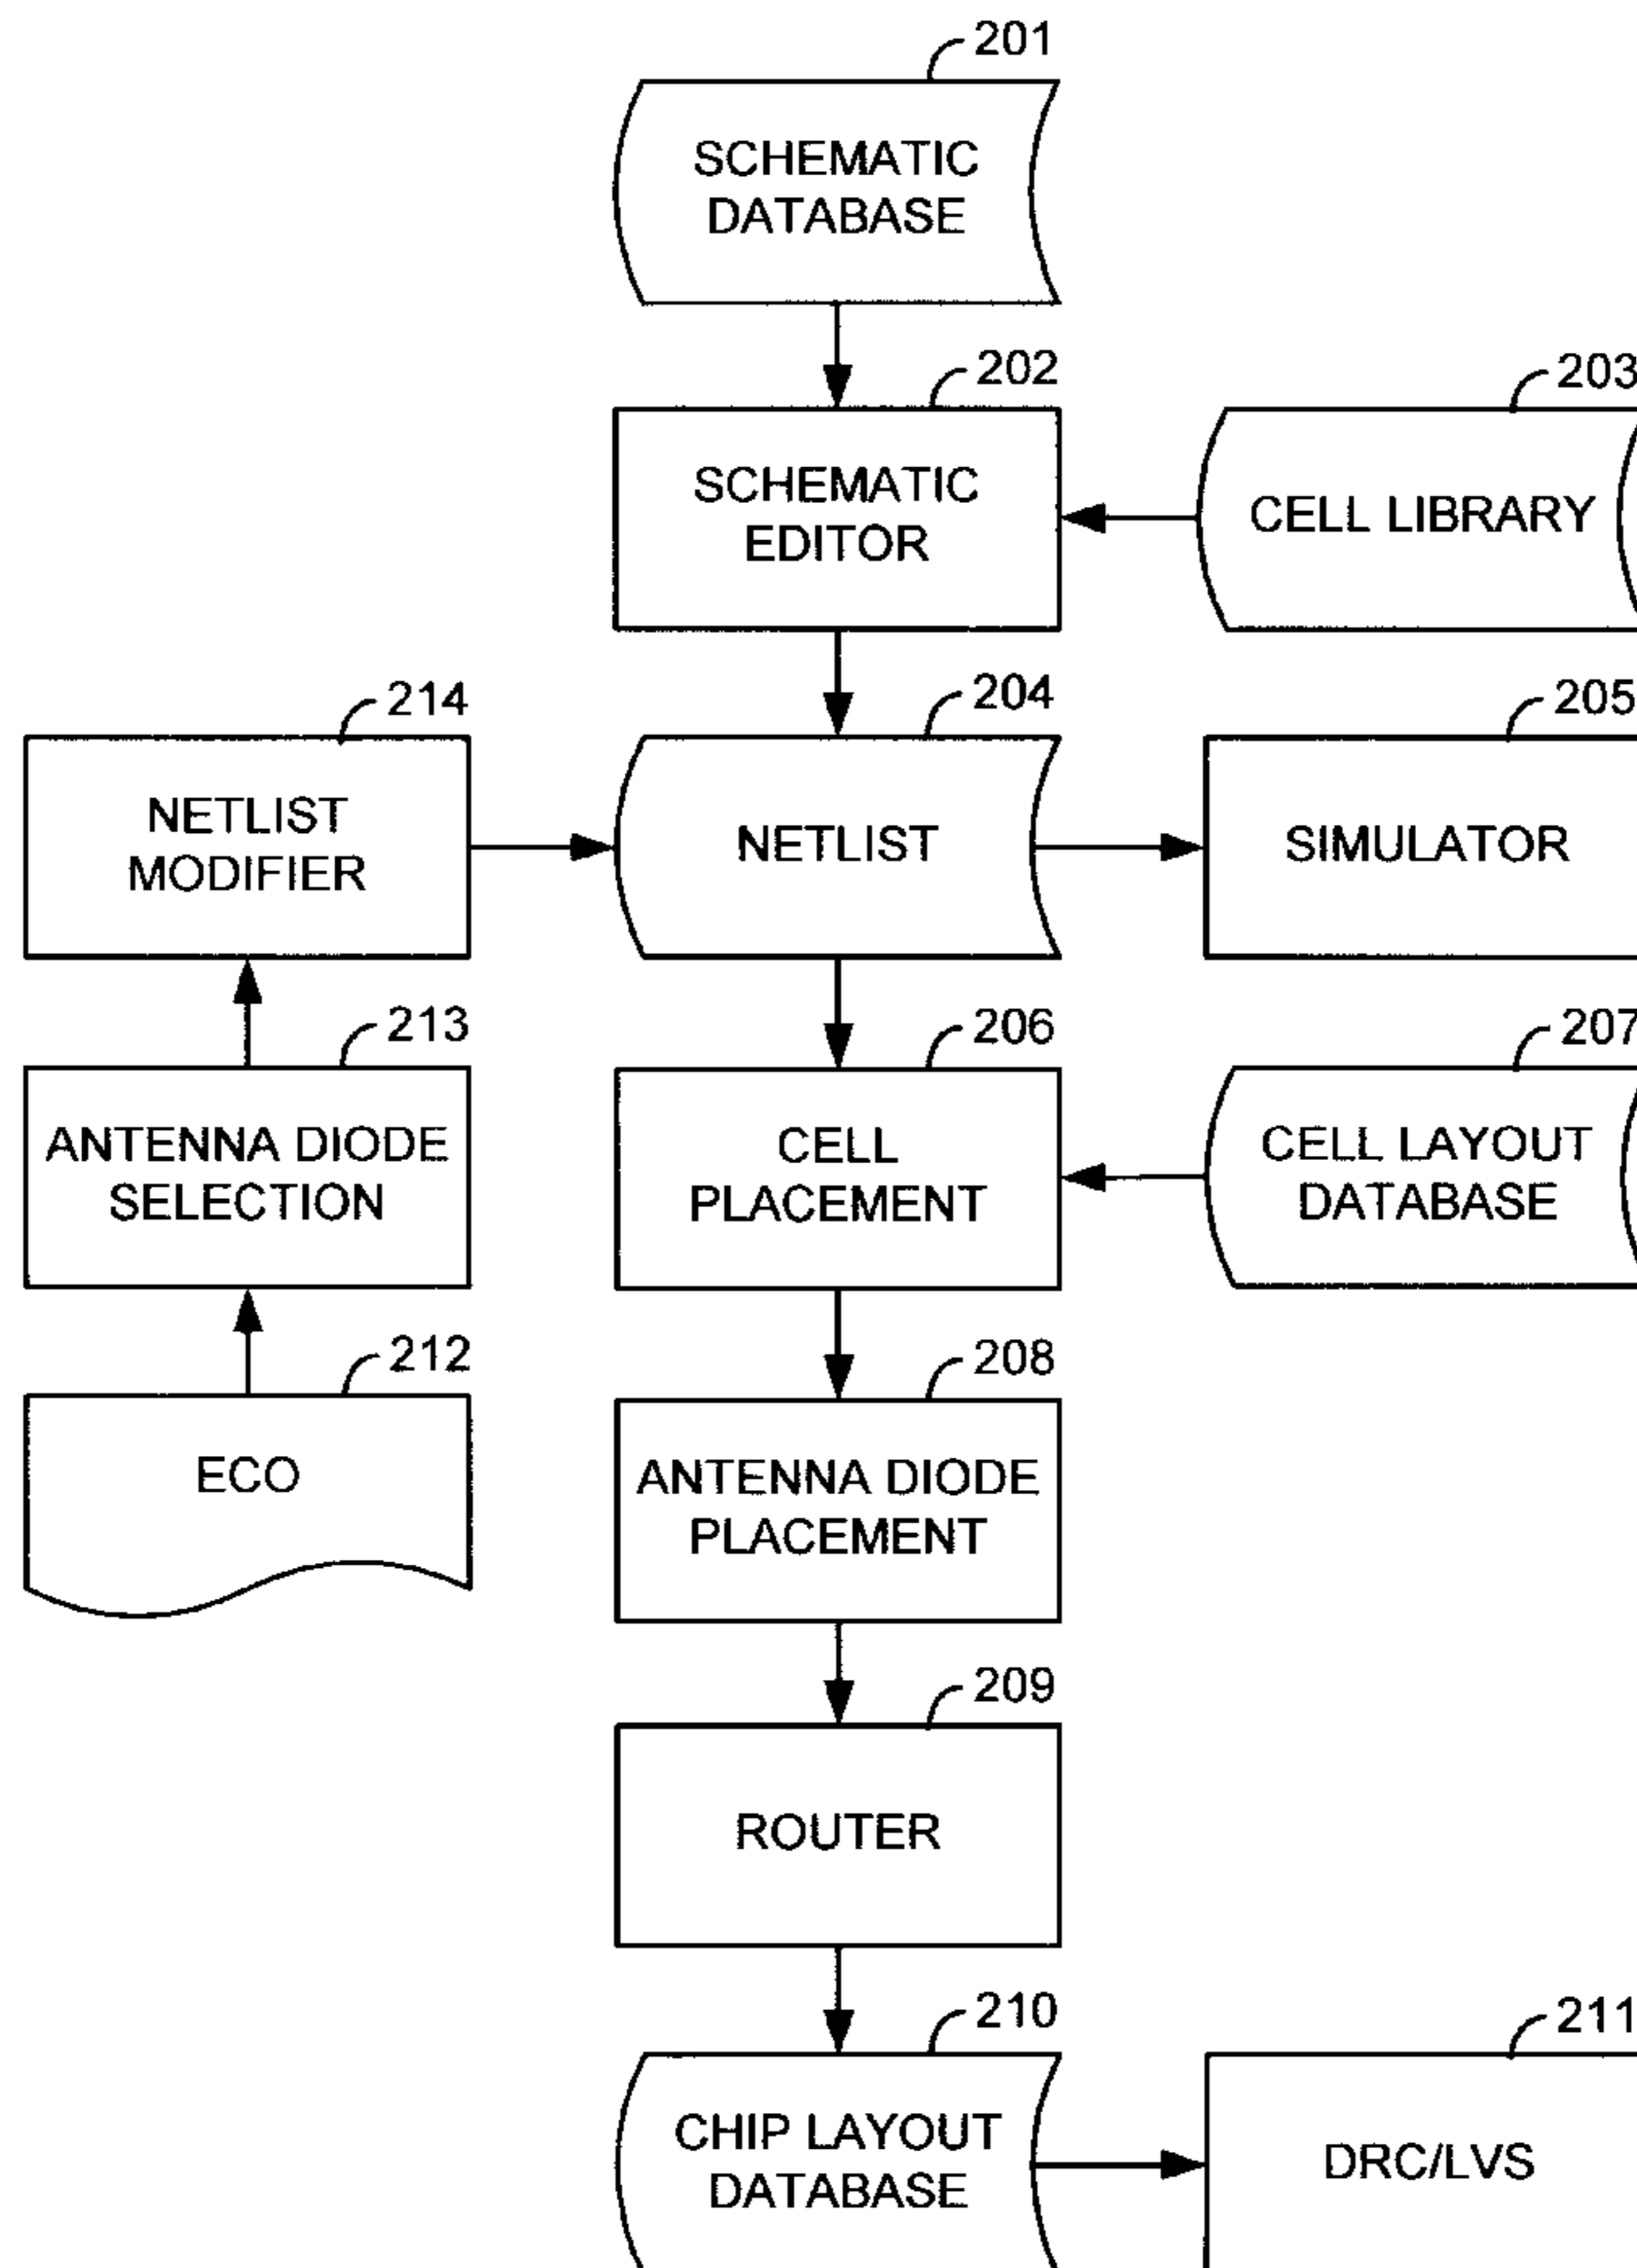 201
SCHEMATIC
DATABASE
202
SCHEMATIC
EDITOR
203
CELL LIBRARY
214
NETLIST
MODIFIER
204
NETLIST
205
SIMULATOR
213
ANTENNA DIODE
SELECTION
206
CELL
PLACEMENT
207
CELL LAYOUT
DATABASE
212
ECO
208
ANTENNA DIODE
PLACEMENT
209
ROUTER
210
CHIP LAYOUT
DATABASE
211
DRC/LVS